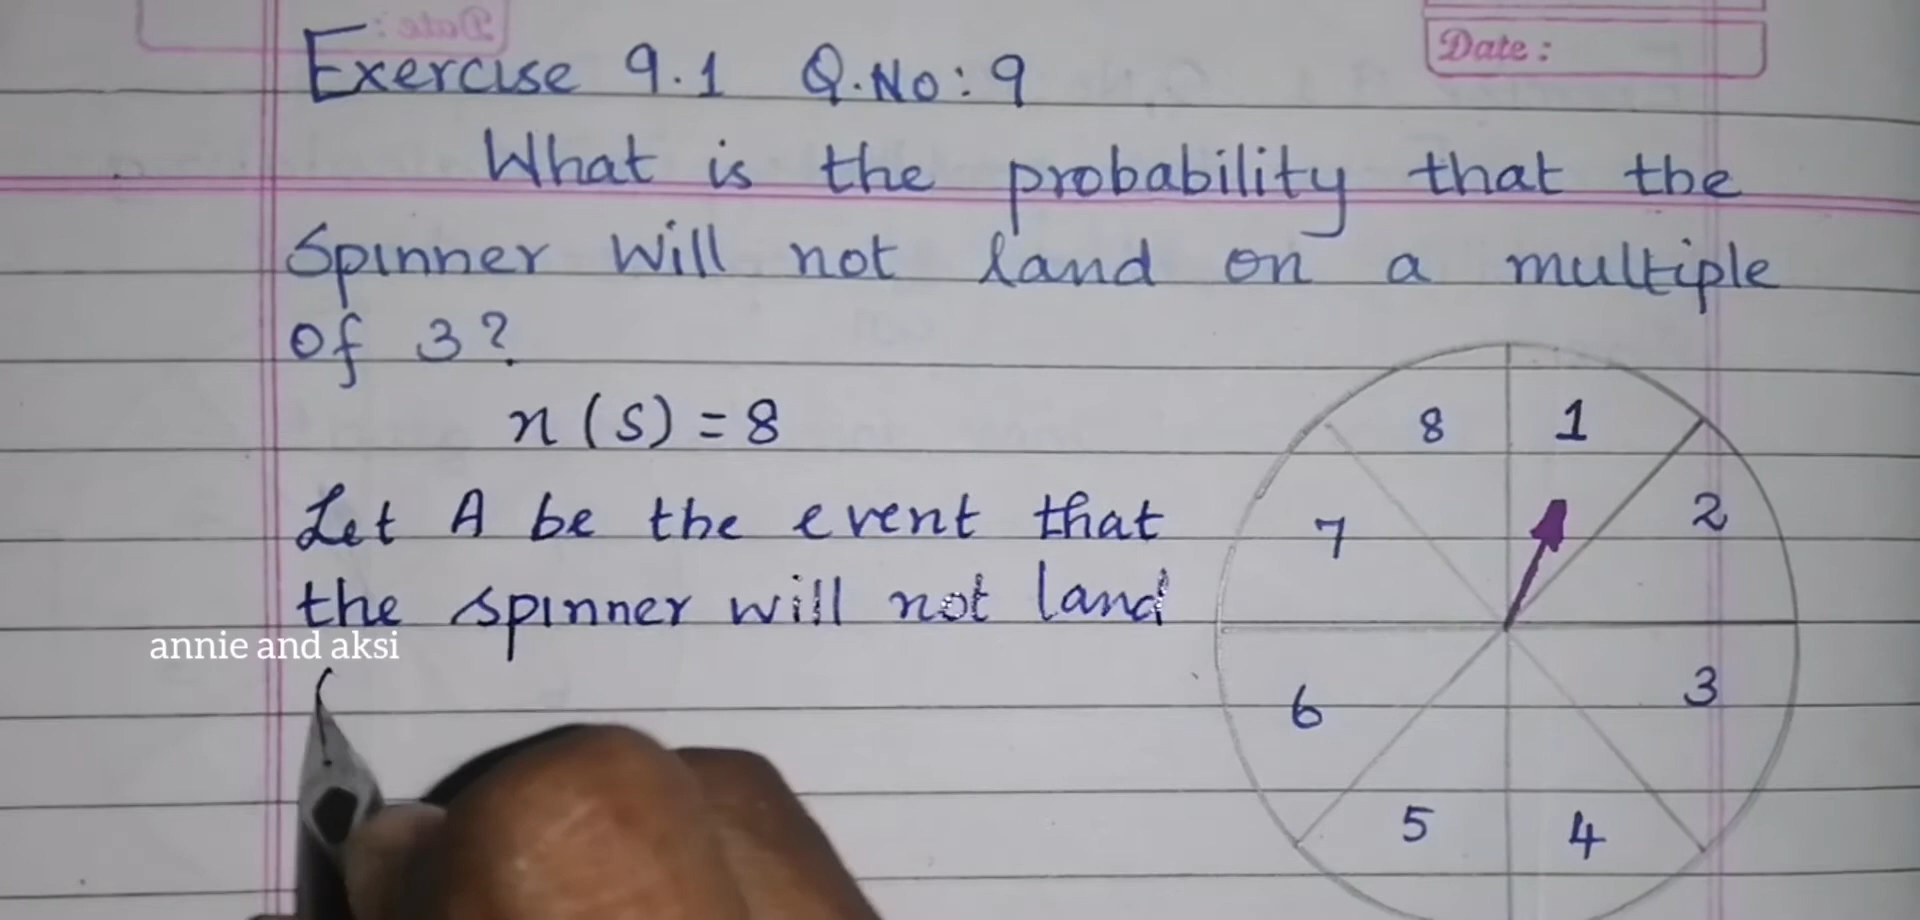 Date :
Date :
Exercise 9.1 Q.No: 9
What is the probability that the
Spinner will not land on a multiple
of 3?
n(s) = 8
Let A be the event that
the spinner will not land
annie and aksi
8 1
7 2
6 3
5 4